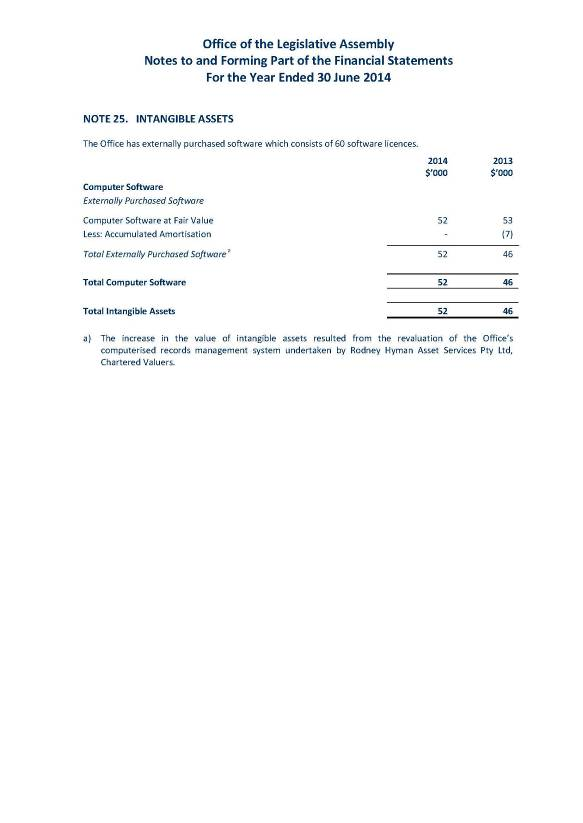 Office of the Legislative Assembly
Notes to and Forming Part of the Financial Statements
For the Year Ended 30 June 2014
NOTE 25. INTANGIBLE ASSETS
The Office has externally purchased software which consists of 60 software licences.
2014 2013
$'000 $'000
Computer Software
Externally Purchased Software
Computer Software at Fair Value 52 53
Less: Accumulated Amortisation - (7)
Total Externally Purchased Software ª 52 46
Total Computer Software 52 46
Total Intangible Assets 52 46
a) The increase in the value of intangible assets resulted from the revaluation of the Office's
computerised records management system undertaken by Rodney Hyman Asset Services Pty Ltd,
Chartered Valuers.